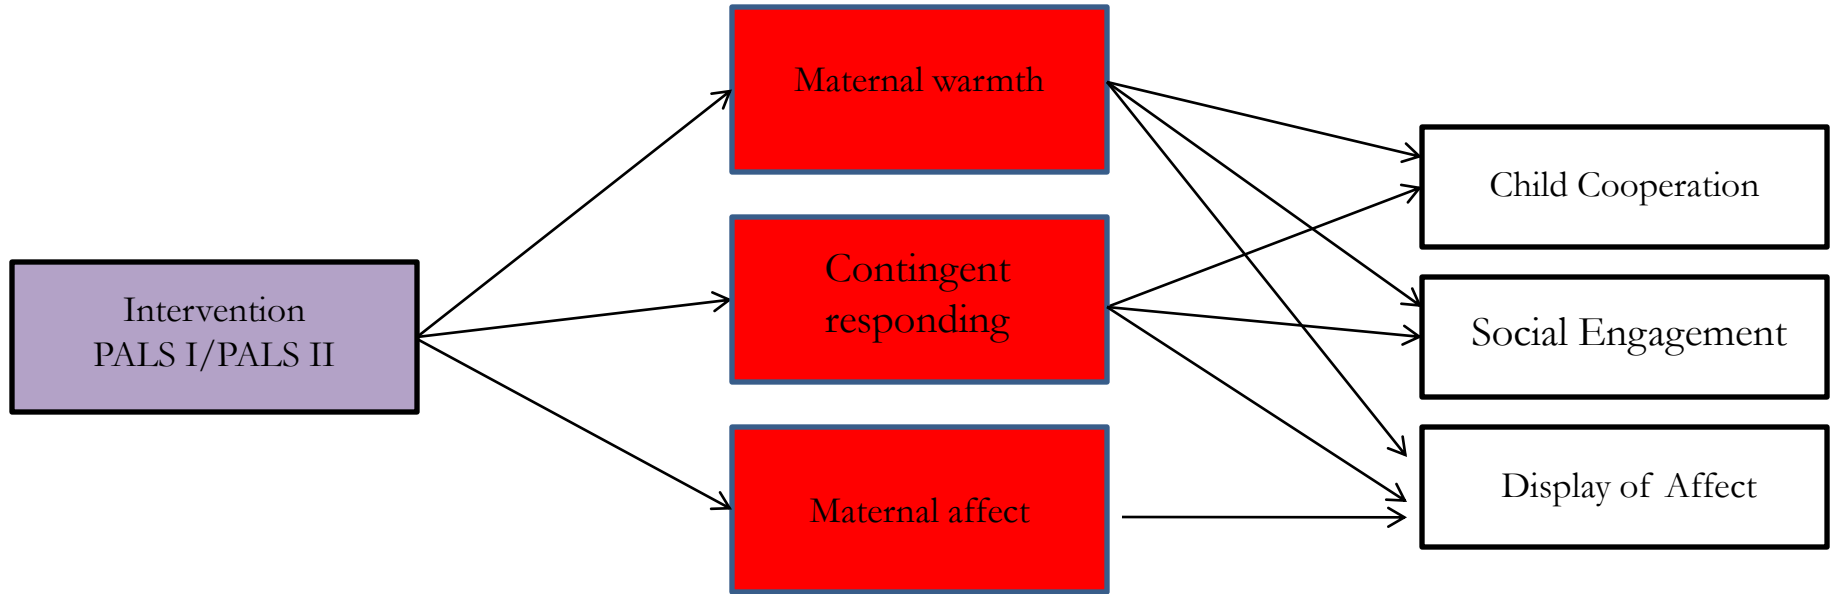 Maternal warmth
Child Cooperation
Contingent
responding
Intervention
PALS I/PALS II
Social Engagement
Maternal affect
Display of Affect